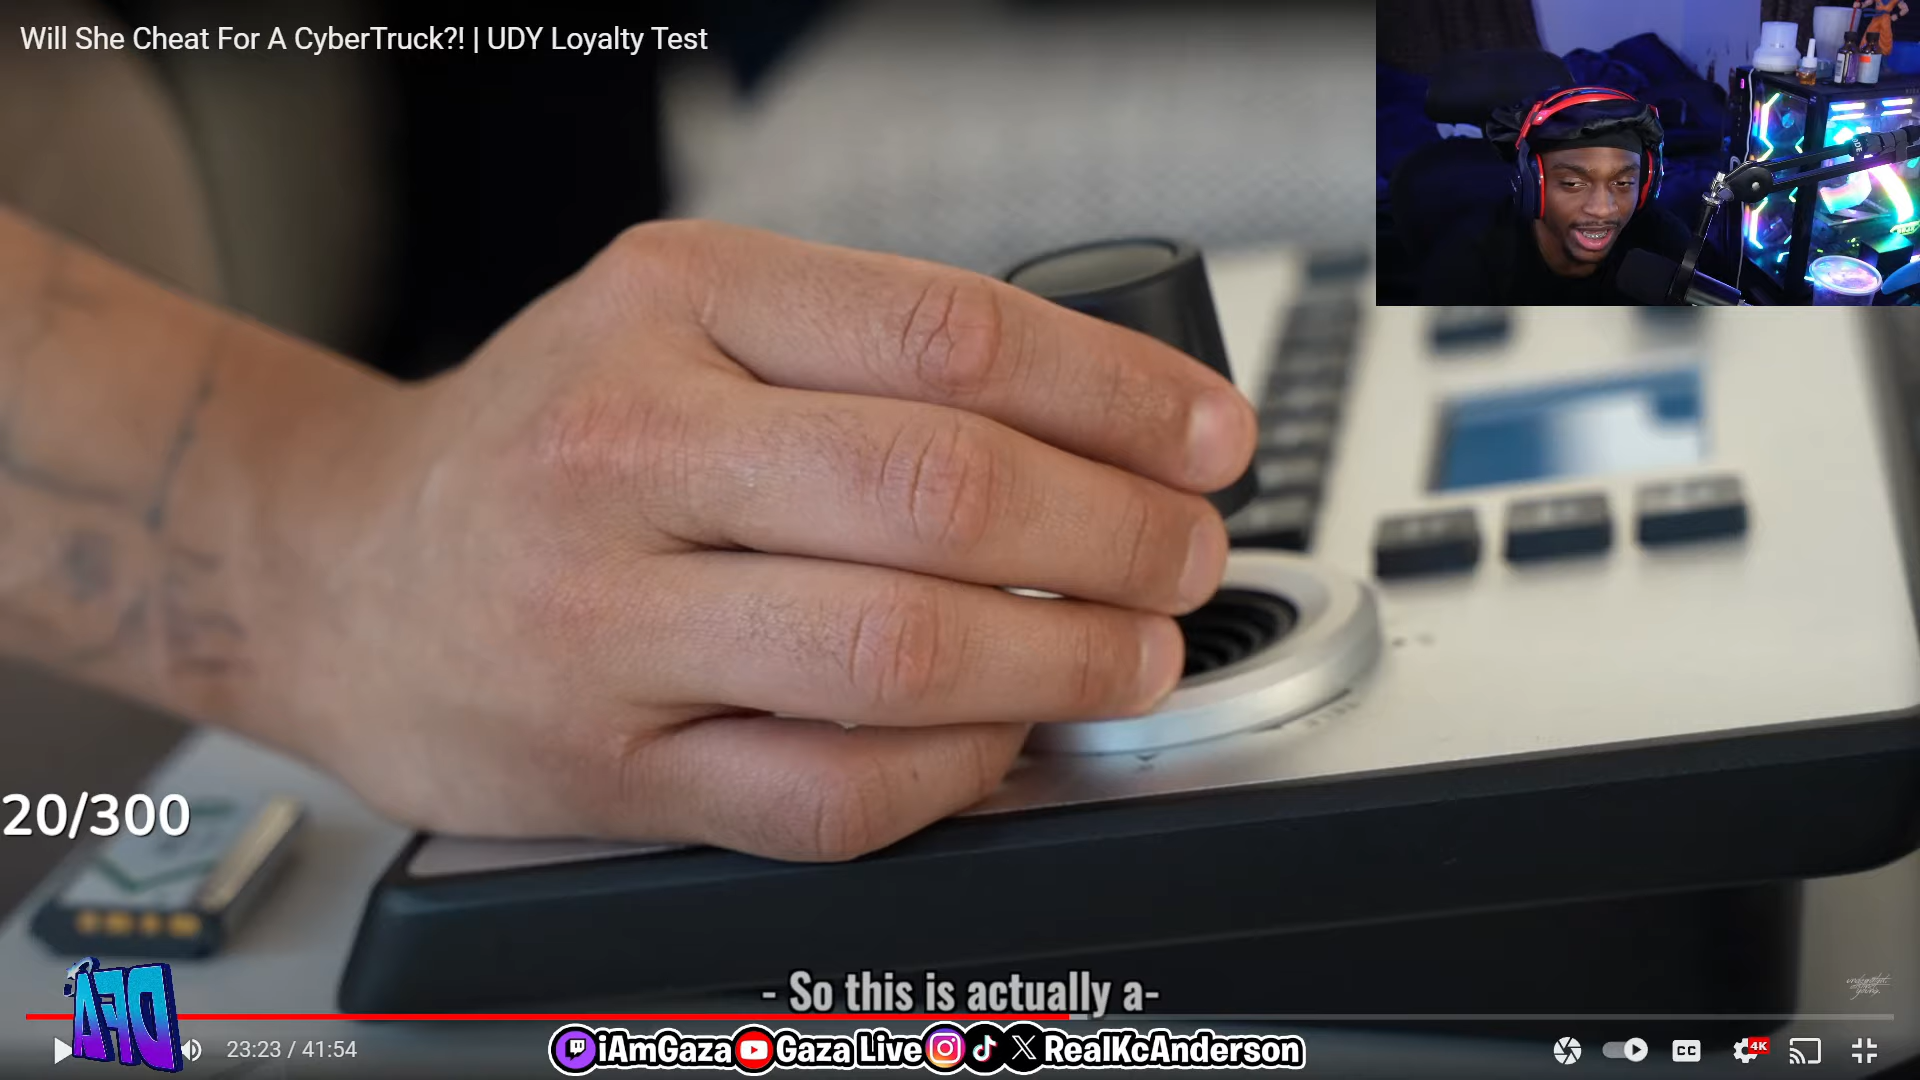 Will She Cheat For A CyberTruck?! | UDY Loyalty Test
20/300
- So this is actually a-
23:23 / 41:54
iAmGaza Gaza Live RealKcAnderson
CC
4K